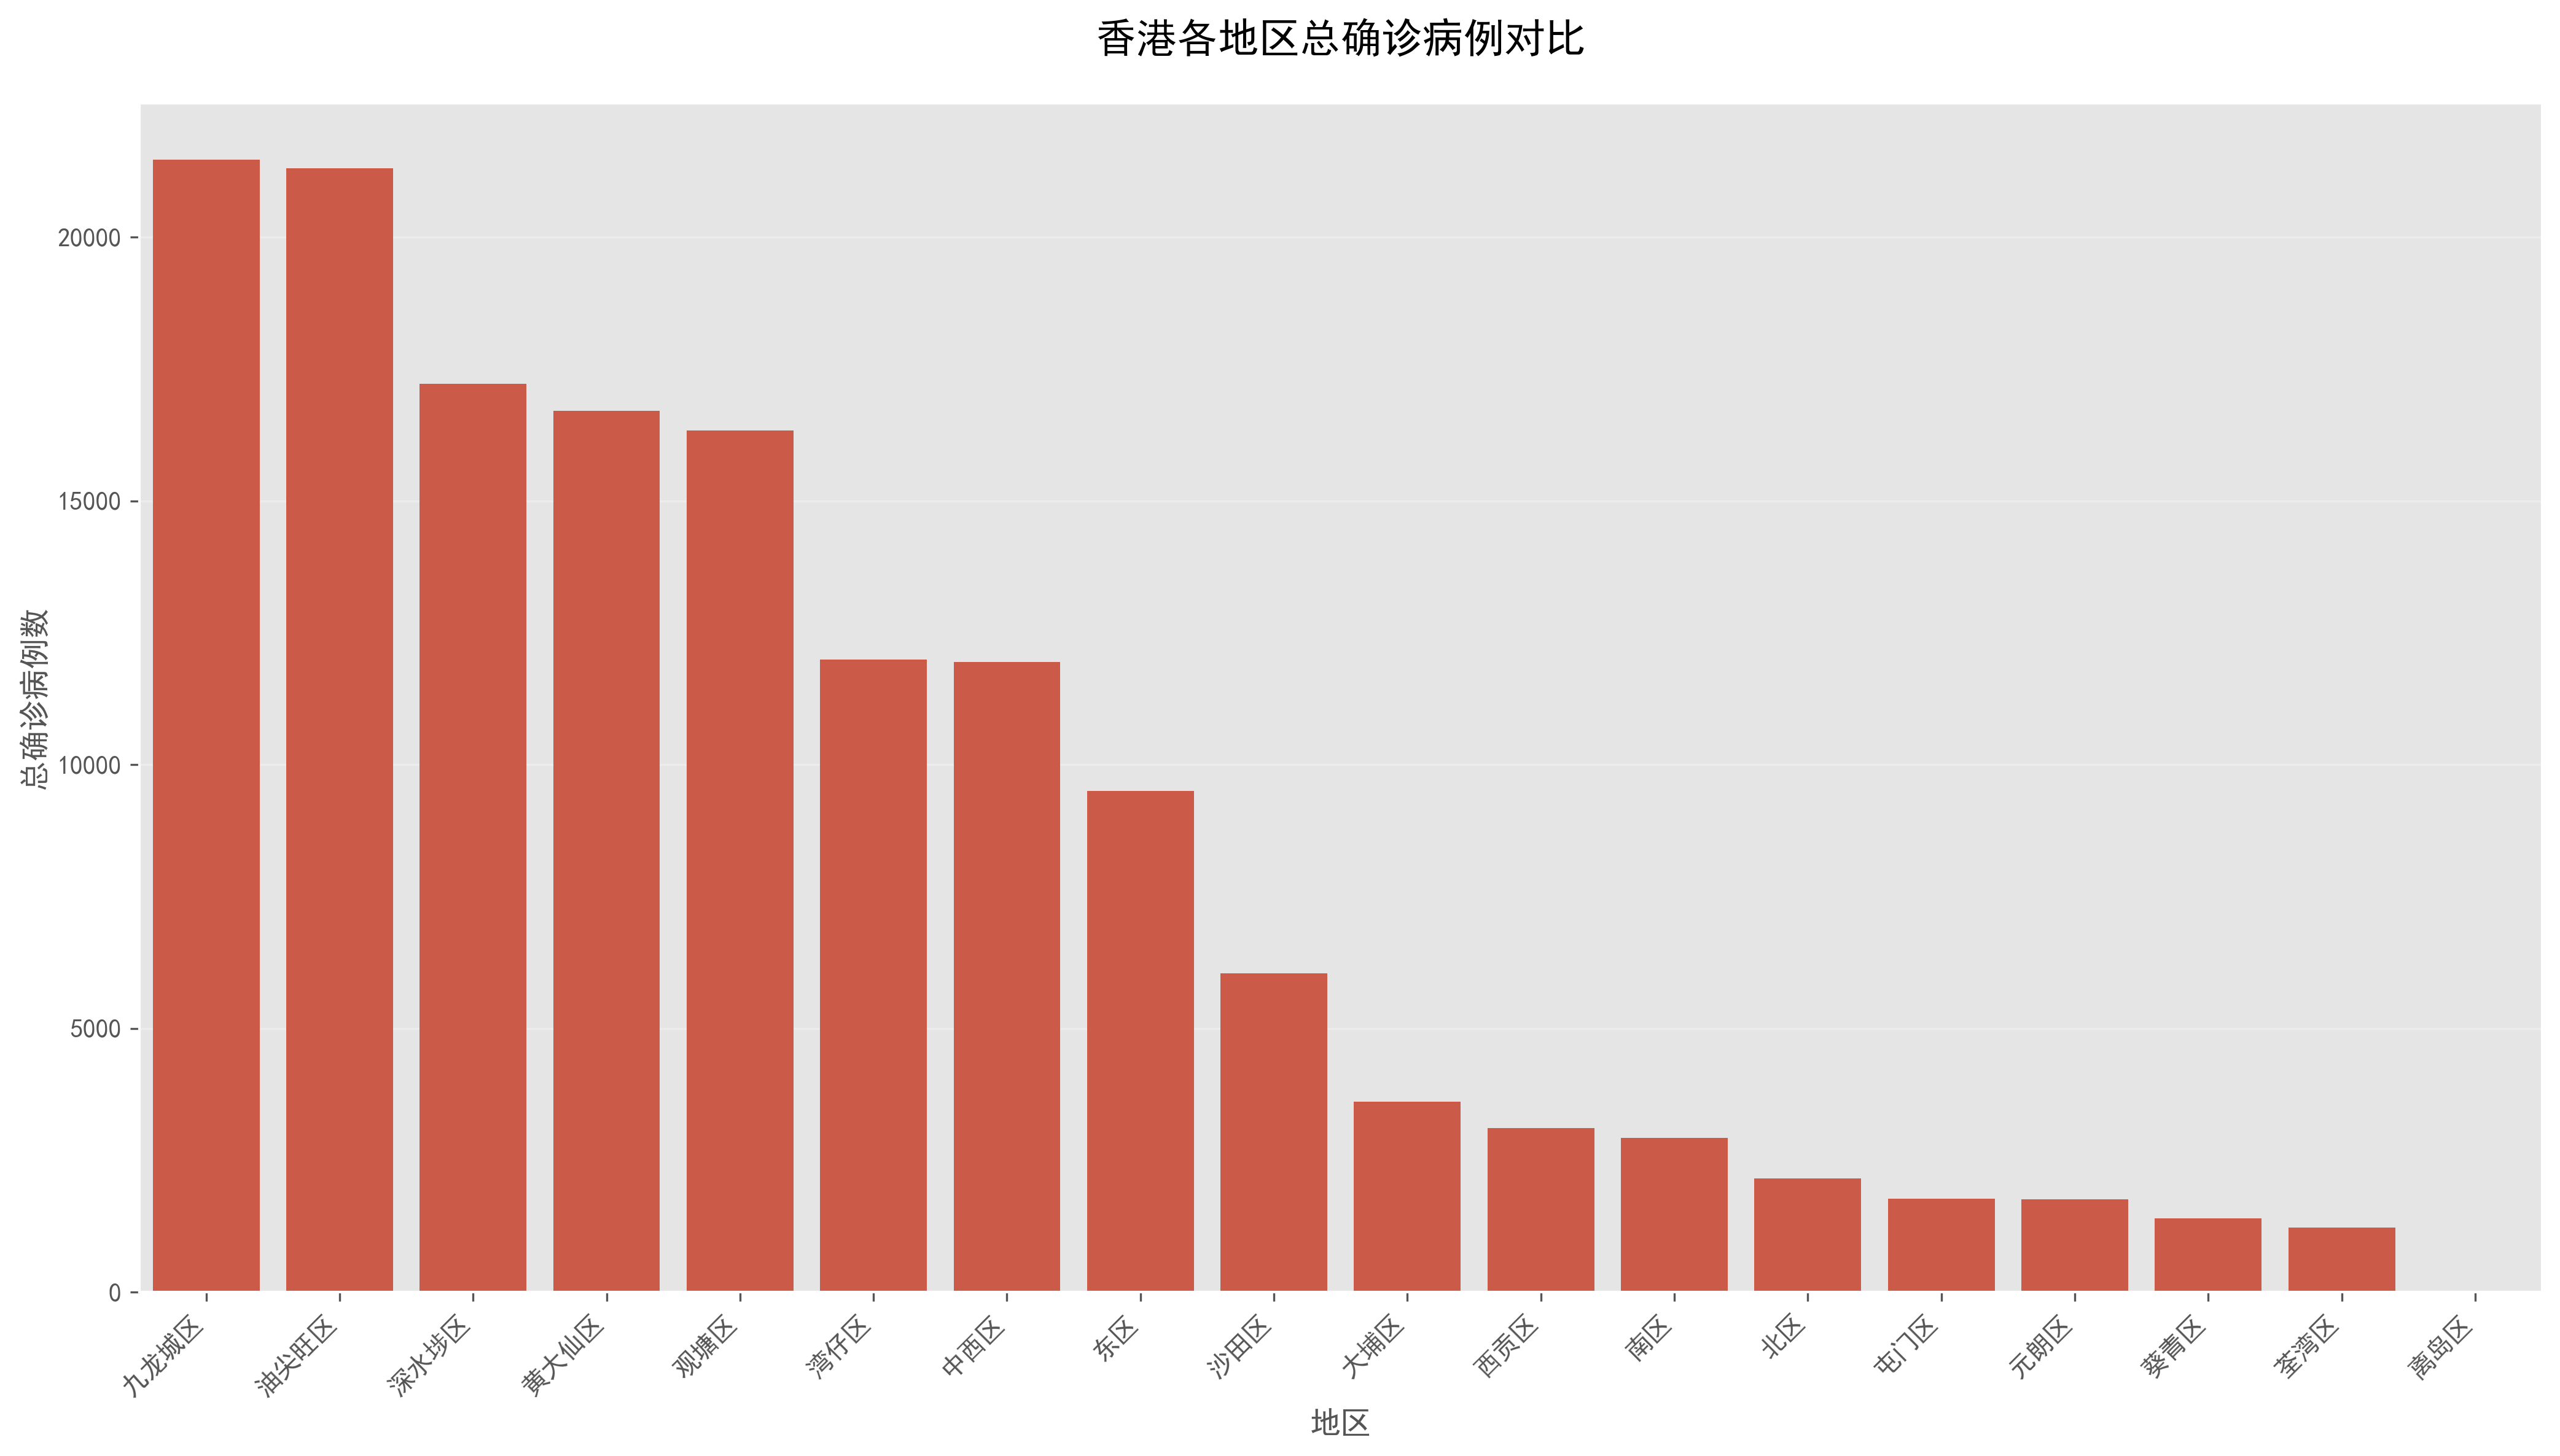 香港各地区总确诊病例对比
总确诊病例数
20000
15000
10000
5000
0
九龙城区
油尖旺区
深水埗区
黄大仙区
观塘区
湾仔区
中西区
东区
沙田区
大埔区
西贡区
南区
北区
屯门区
元朗区
葵青区
荃湾区
离岛区
地区